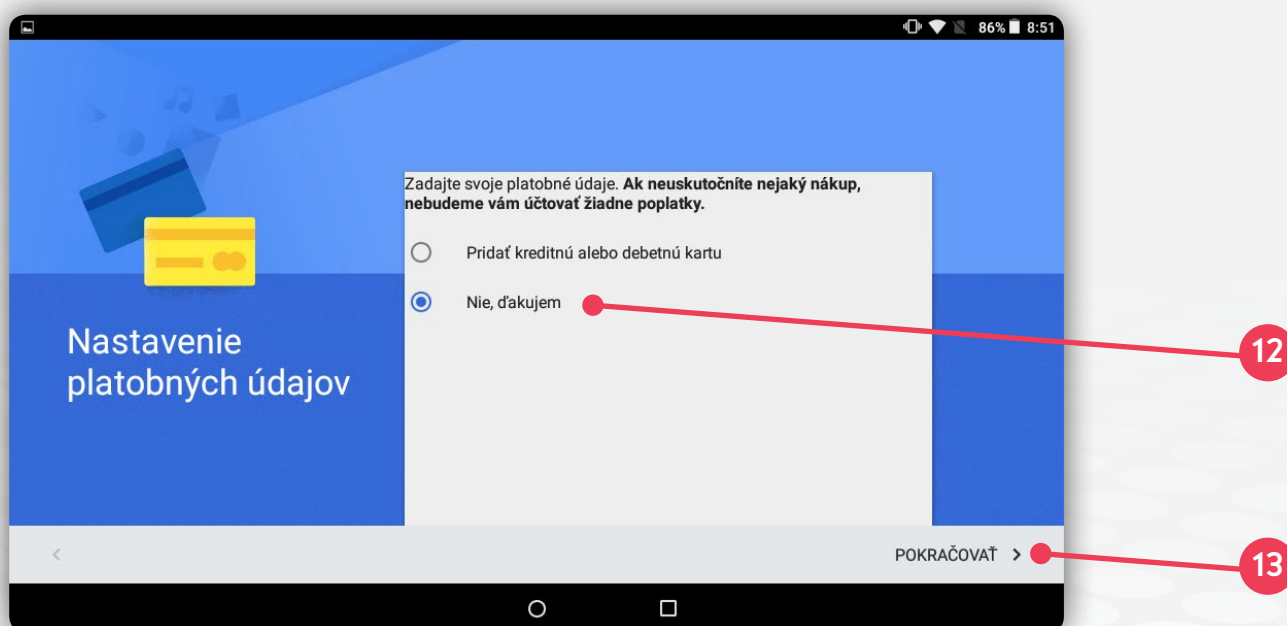 86% 8:51
Zadajte svoje platobné údaje. Ak neuskutočníte nejaký nákup,
nebudeme vám účtovať žiadne poplatky.
Pridať kreditnú alebo debetnú kartu
Nie, ďakujem
Nastavenie
platobných údajov
12
POKRAČOVAŤ
13